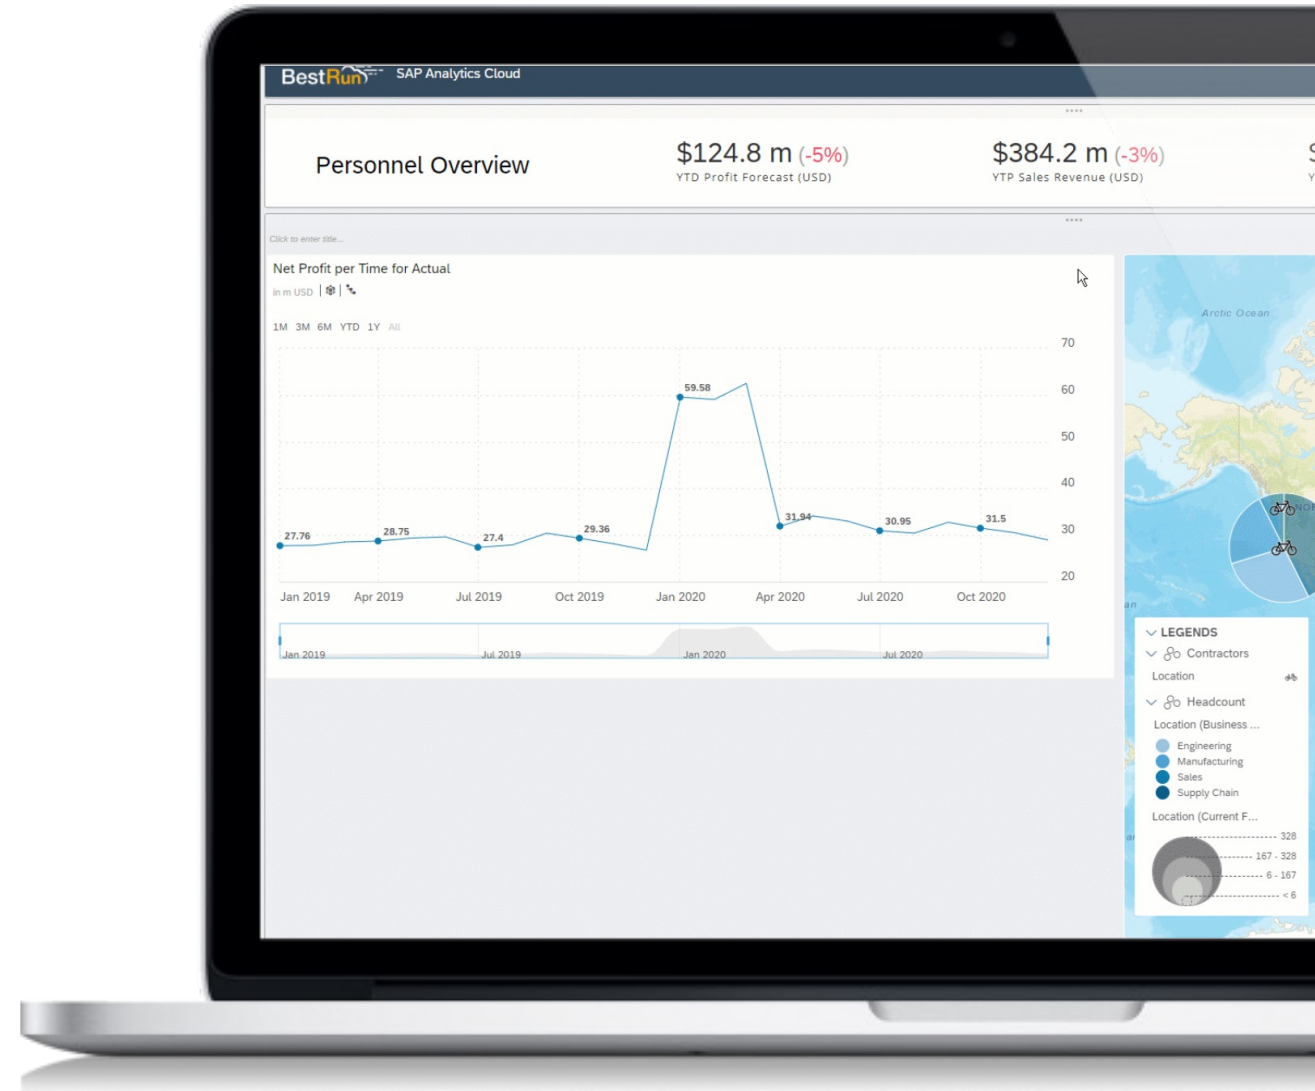 BestRun SAP Analytics Cloud
Personnel Overview
$124.8 m (-5%)
YTD Profit Forecast (USD)
$384.2 m (-3%)
YTP Sales Revenue (USD)
Click to enter title...
Net Profit per Time for Actual
in m USD
1M 3M 6M YTD 1Y All
70
60
50
40
30
20
27.76
28.75
27.4
29.36
59.58
31.94
30.95
31.5
Jan 2019 Apr 2019 Jul 2019 Oct 2019 Jan 2020 Apr 2020 Jul 2020 Oct 2020
Jan 2019 Jul 2019 Jan 2020 Jul 2020
Arctic Ocean
LEGENDS
Contractors
Location
Headcount
Location (Business ...
Engineering
Manufacturing
Sales
Supply Chain
Location (Current F...
328
167 - 328
6 - 167
< 6